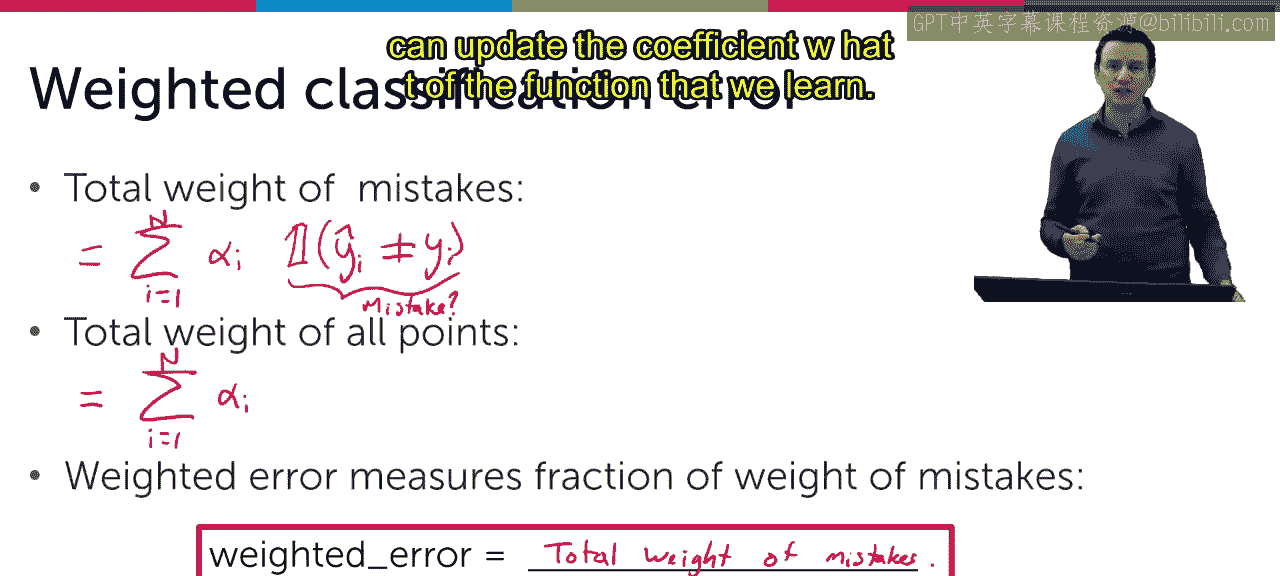 GPT中英字幕课程资源@bilibili.com
can update the coefficient w hat
t of the function that we learn.
Weighted classification error
• Total weight of mistakes:
= N∑i=1 αi 𝟙(ŷi ≠ yi)
Mistake?
• Total weight of all points:
= N∑i=1 αi
• Weighted error measures fraction of weight of mistakes:
weighted_error = Total weight of mistakes.